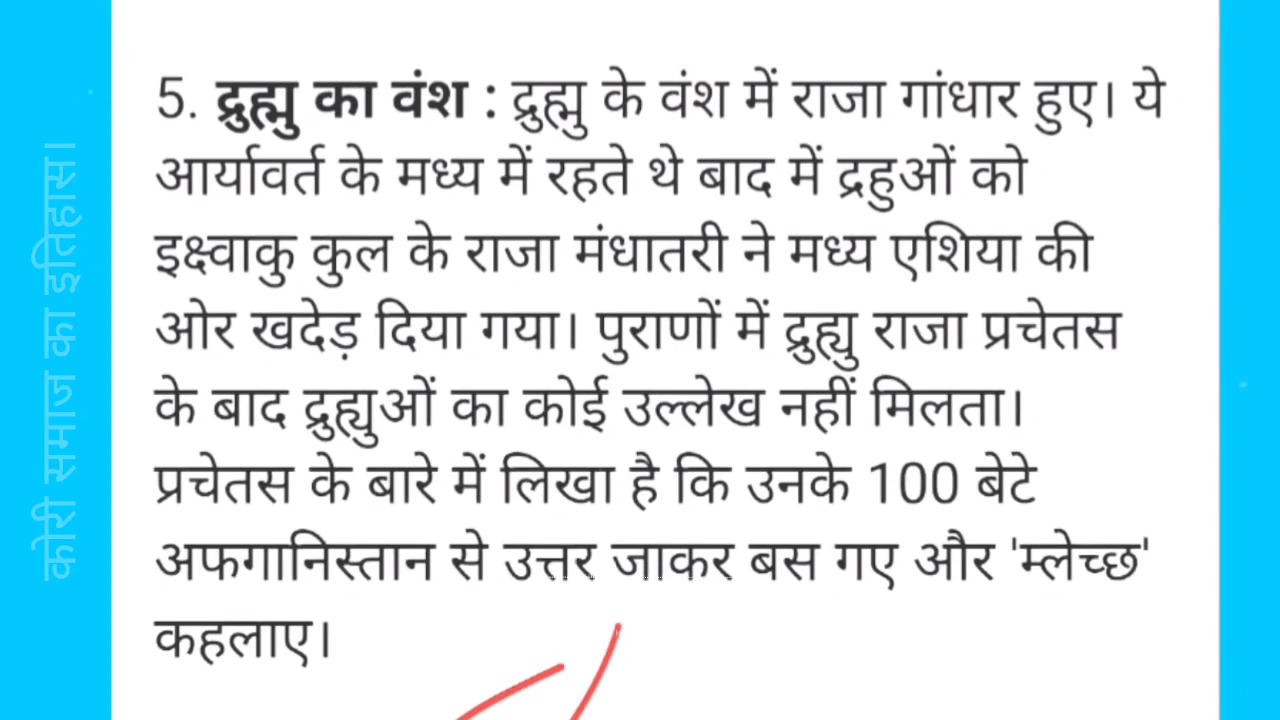 कोरी समाज का इतिहास।
5. द्रुह्मु का वंश : द्रुह्मु के वंश में राजा गांधार हुए। ये
आर्यावर्त के मध्य में रहते थे बाद में द्रहुओं को
इक्ष्वाकु कुल के राजा मंधातरी ने मध्य एशिया की
ओर खदेड़ दिया गया। पुराणों में द्रुह्यु राजा प्रचेतस
के बाद द्रुह्युओं का कोई उल्लेख नहीं मिलता।
प्रचेतस के बारे में लिखा है कि उनके 100 बेटे
अफगानिस्तान से उत्तर जाकर बस गए और 'म्लेच्छ'
कहलाए।